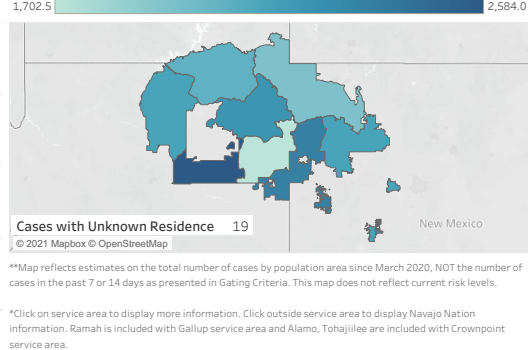 1,702.5 2,584.0
New Mexico
Cases with Unknown Residence 19
© 2021 Mapbox © OpenStreetMap
**Map reflects estimates on the total number of cases by population area since March 2020, NOT the number of
cases in the past 7 or 14 days as presented in Gating Criteria. This map does not reflect current risk levels.
*Click on service area to display more information. Click outside service area to display Navajo Nation
information. Ramah is included with Gallup service area and Alamo, Tohajiilee are included with Crownpoint
service area.